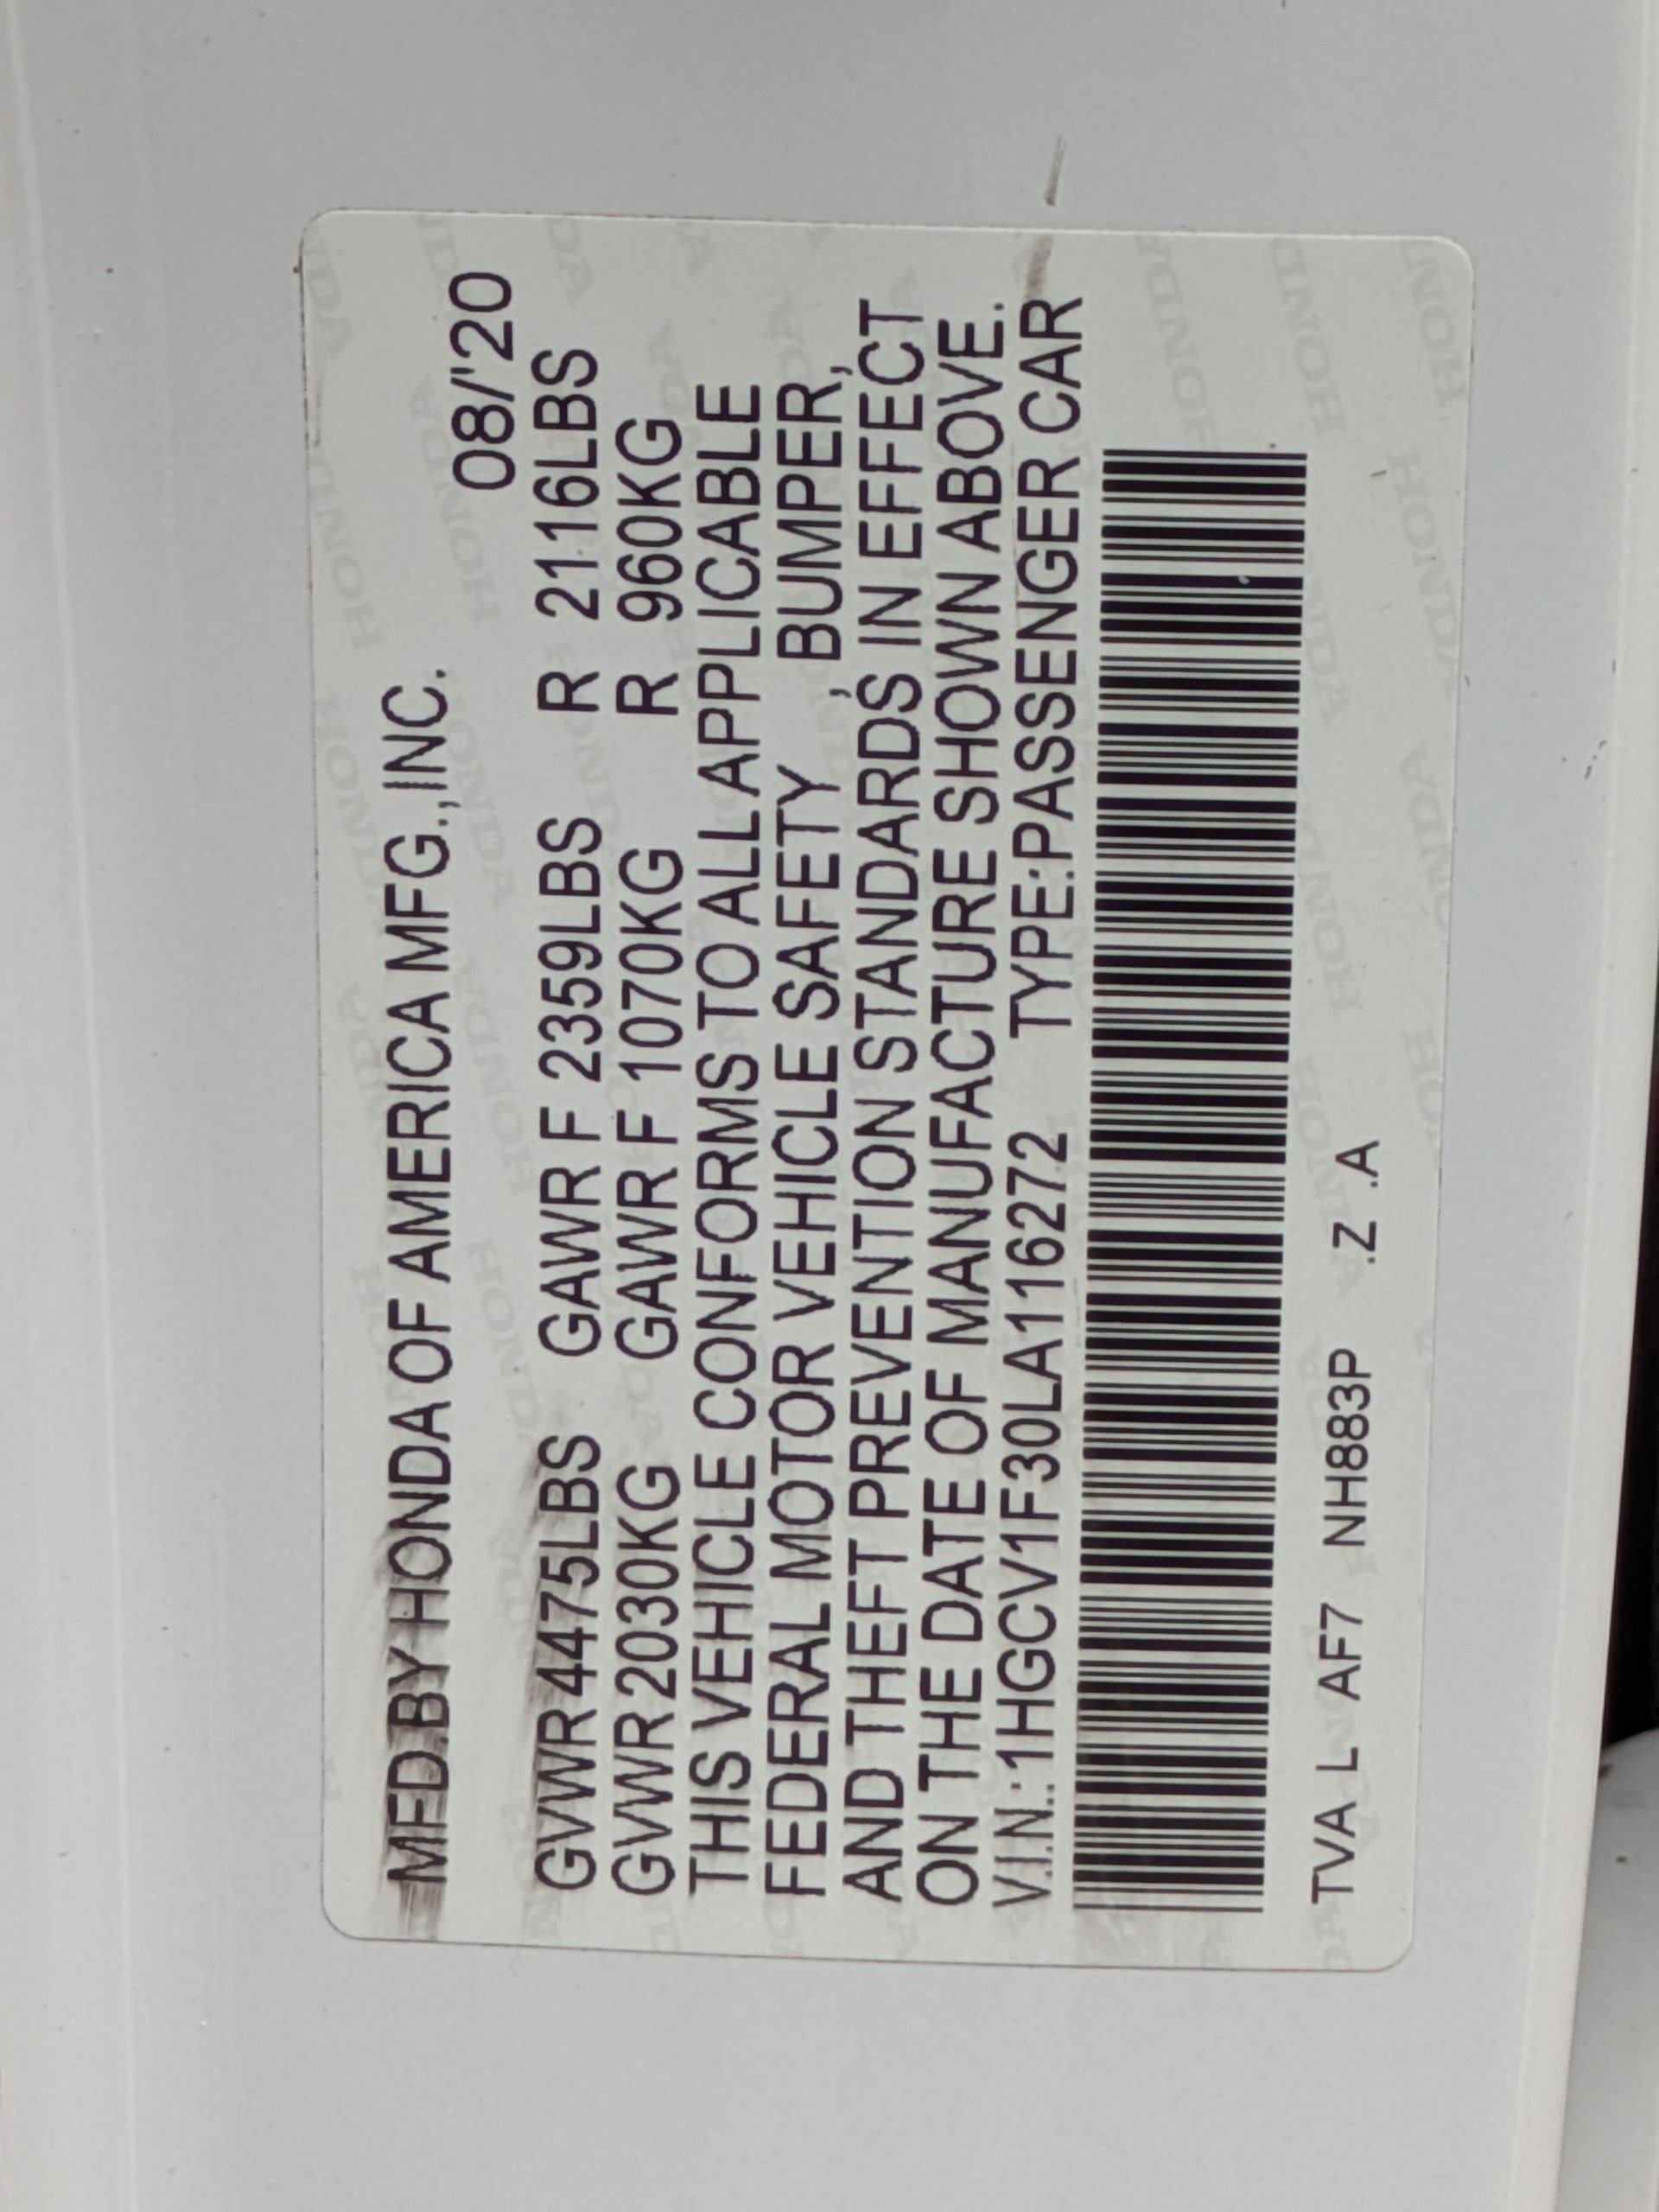 MFD.BY HONDA OF AMERICA MFG.,INC.
08/'20
GVWR 4475LBS GAWR F 2359LBS R 2116LBS
GVWR 2030KG GAWR F 1070KG R 960KG
THIS VEHICLE CONFORMS TO ALL APPLICABLE
FEDERAL MOTOR VEHICLE SAFETY , BUMPER,
AND THEFT PREVENTION STANDARDS IN EFFECT
ON THE DATE OF MANUFACTURE SHOWN ABOVE.
V.I.N.:1HGCV1F30LA116272 TYPE:PASSENGER CAR
TVA L AF7 NH883P .Z .A